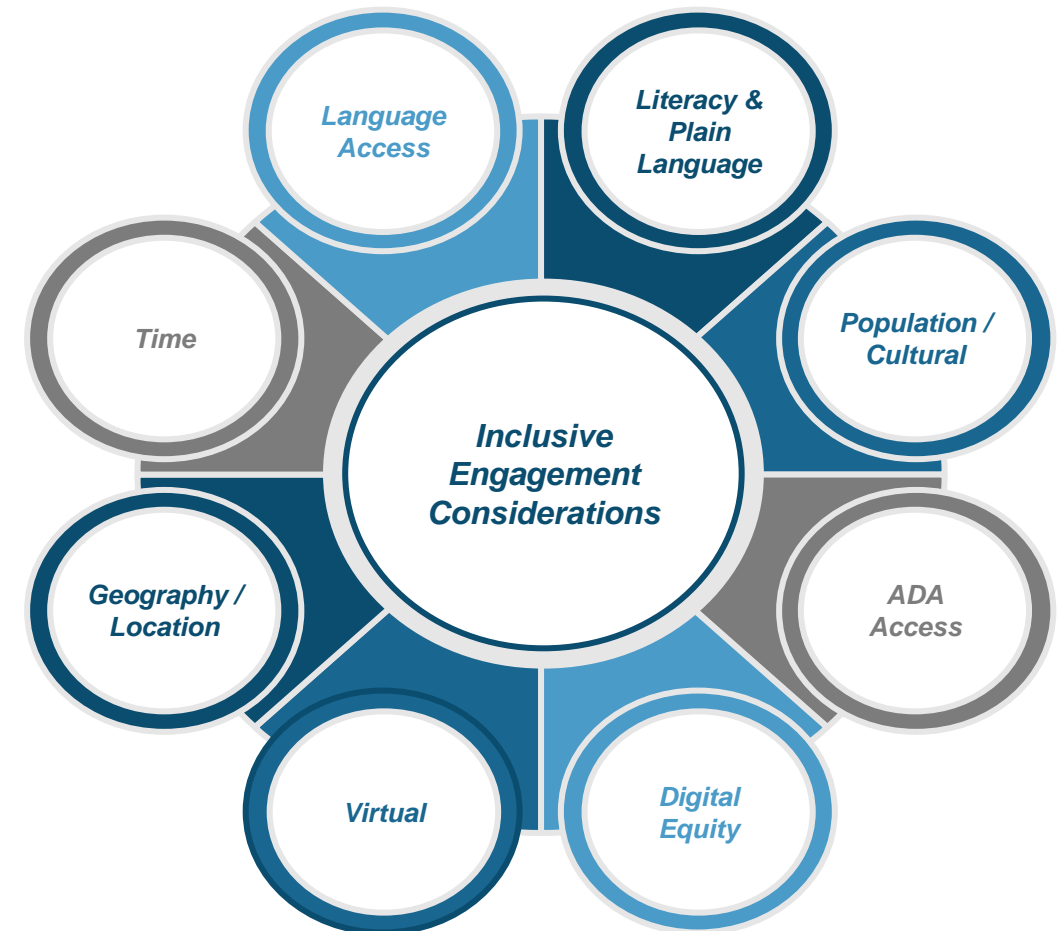 Language
Access
Literacy &
Plain
Language
Population /
Cultural
ADA
Access
Digital
Equity
Virtual
Geography /
Location
Time
Inclusive
Engagement
Considerations